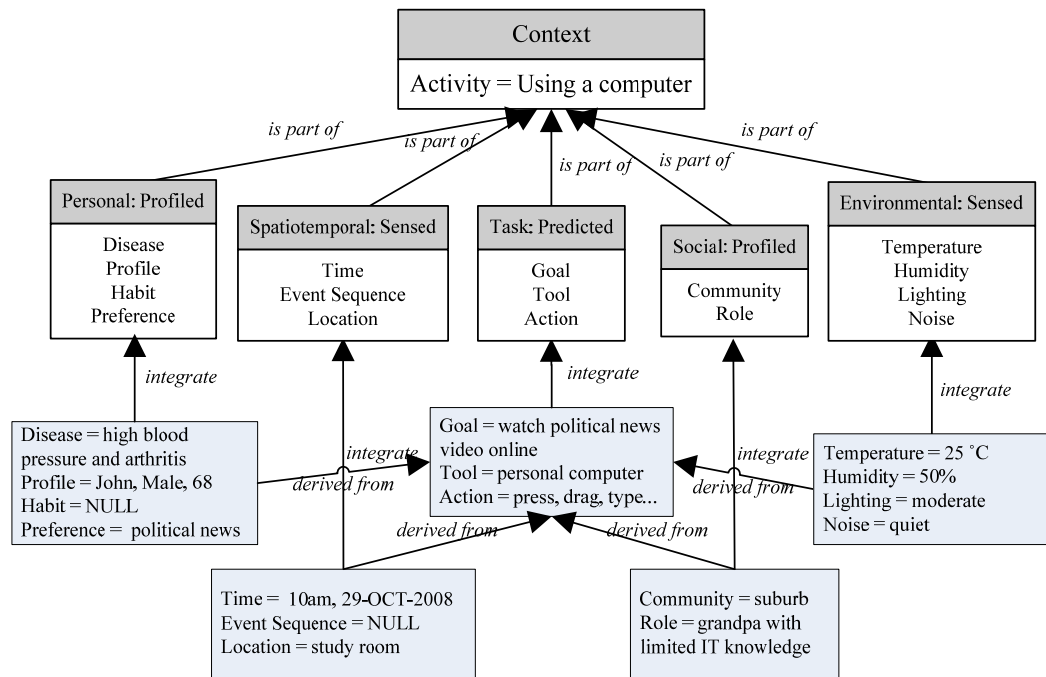 Context
Activity = Using a computer
is part of
is part of
is part of
is part of
is part of
Personal: Profiled
Disease
Profile
Habit
Preference
Spatiotemporal: Sensed
Time
Event Sequence
Location
Task: Predicted
Goal
Tool
Action
Social: Profiled
Community
Role
Environmental: Sensed
Temperature
Humidity
Lighting
Noise
integrate
integrate
integrate
integrate
integrate
Disease = high blood
pressure and arthritis
Profile = John, Male, 68
Habit = NULL
Preference = political news
derived from
Goal = watch political news
video online
Tool = personal computer
Action = press, drag, type...
derived from
Temperature = 25 °C
Humidity = 50%
Lighting = moderate
Noise = quiet
derived from
derived from
Time = 10am, 29-OCT-2008
Event Sequence = NULL
Location = study room
Community = suburb
Role = grandpa with
limited IT knowledge